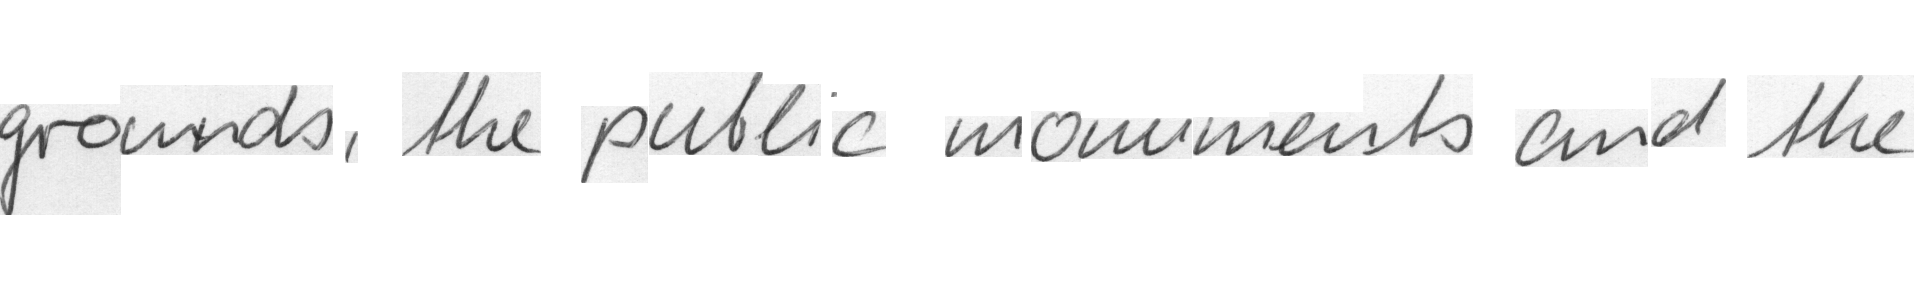 grounds, the public monuments and the